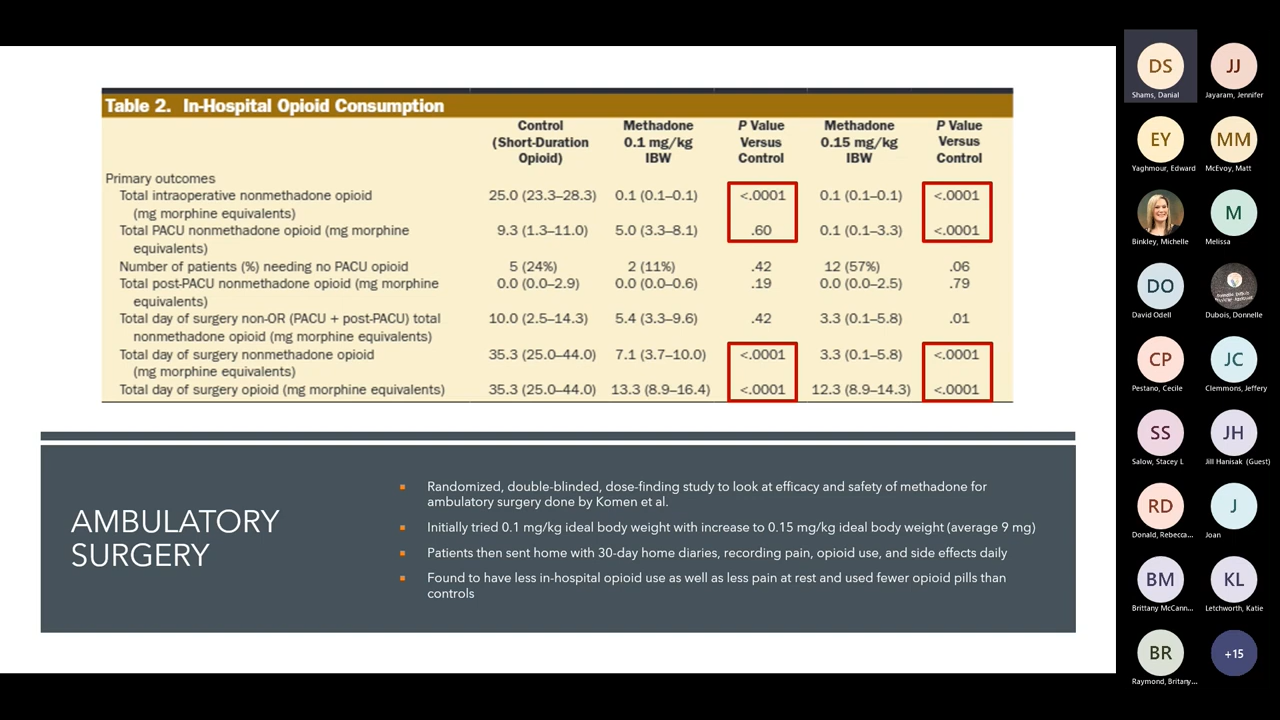 Table 2. In-Hospital Opioid Consumption
Control (Short-Duration Opioid) Methadone 0.1 mg/kg IBW P Value Versus Control Methadone 0.15 mg/kg IBW P Value Versus Control
Primary outcomes
Total intraoperative nonmethadone opioid 25.0 (23.3–28.3) 0.1 (0.1–0.1) <.0001 0.1 (0.1–0.1) <.0001
(mg morphine equivalents)
Total PACU nonmethadone opioid (mg morphine 9.3 (1.3–11.0) 5.0 (3.3–8.1) .60 0.1 (0.1–3.3) <.0001
equivalents)
Number of patients (%) needing no PACU opioid 5 (24%) 2 (11%) .42 12 (57%) .06
Total post-PACU nonmethadone opioid (mg morphine 0.0 (0.0–2.9) 0.0 (0.0–0.6) .19 0.0 (0.0–2.5) .79
equivalents)
Total day of surgery non-OR (PACU + post-PACU) total 10.0 (2.5–14.3) 5.4 (3.3–9.6) .42 3.3 (0.1–5.8) .01
nonmethadone opioid (mg morphine equivalents)
Total day of surgery nonmethadone opioid 35.3 (25.0–44.0) 7.1 (3.7–10.0) <.0001 3.3 (0.1–5.8) <.0001
(mg morphine equivalents)
Total day of surgery opioid (mg morphine equivalents) 35.3 (25.0–44.0) 13.3 (8.9–16.4) <.0001 12.3 (8.9–14.3) <.0001
AMBULATORY
SURGERY
Randomized, double-blinded, dose-finding study to look at efficacy and safety of methadone for
ambulatory surgery done by Komen et al.
Initially tried 0.1 mg/kg ideal body weight with increase to 0.15 mg/kg ideal body weight (average 9 mg)
Patients then sent home with 30-day home diaries, recording pain, opioid use, and side effects daily
Found to have less in-hospital opioid use as well as less pain at rest and used fewer opioid pills than
controls
DS JJ
Shams, Danial Jayaram, Jennifer
EY MM
Yaghmour, Edward McEvoy, Matt
M
Binkley, Michelle Melissa
DO
David Odell Dubois, Donnelle
CP JC
Pestano, Cecile Clemmons, Jeffery
SS JH
Salow, Stacey L Jill Hanisak (Guest)
RD J
Donald, Rebecca... Joan
BM KL
Brittany McCann... Letchworth, Katie
BR +15
Raymond, Britany...